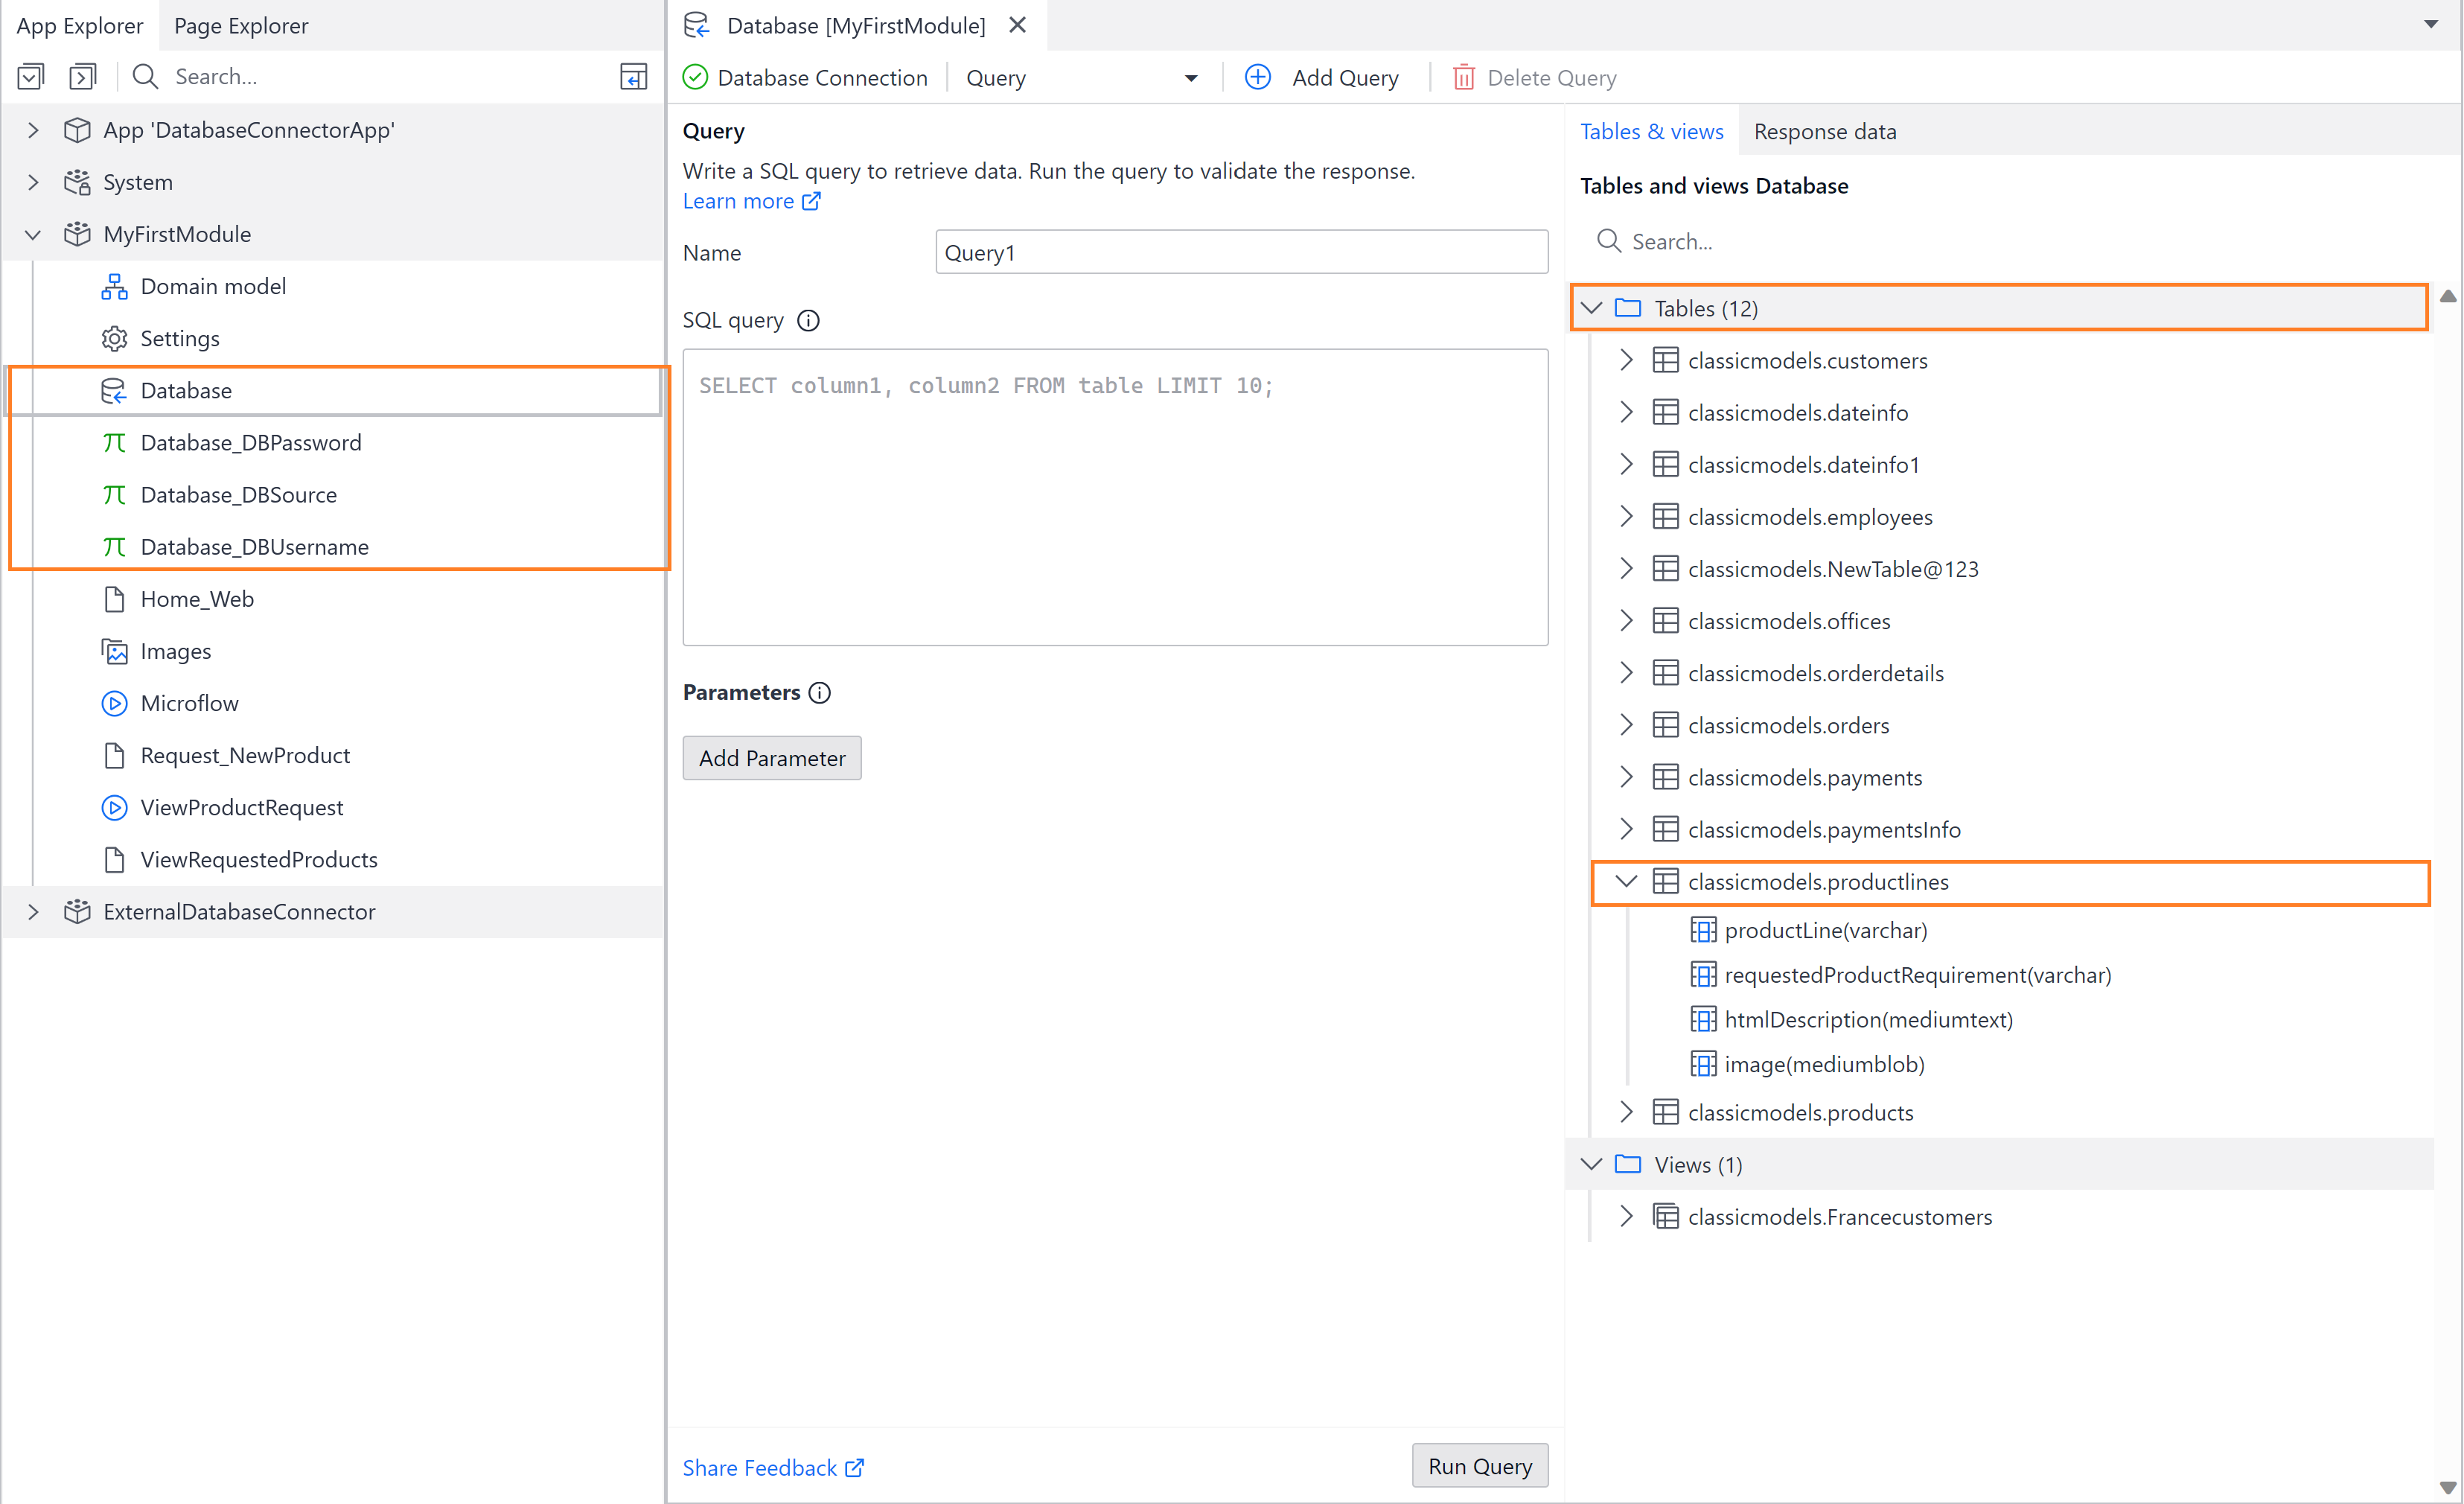 App Explorer
Page Explorer
Search...
App 'DatabaseConnectorApp'
System
MyFirstModule
Domain model
Settings
Database
Database_DBPassword
Database_DBSource
Database_DBUsername
Home_Web
Images
Microflow
Request_NewProduct
ViewProductRequest
ViewRequestedProducts
ExternalDatabaseConnector
Database [MyFirstModule]
Database Connection
Query
Add Query
Delete Query
Query
Write a SQL query to retrieve data. Run the query to validate the response.
Learn more
Name
Query1
SQL query
SELECT column1, column2 FROM table LIMIT 10;
Parameters
Add Parameter
Share Feedback
Run Query
Tables & views
Response data
Tables and views Database
Search...
Tables (12)
classicmodels.customers
classicmodels.dateinfo
classicmodels.dateinfo1
classicmodels.employees
classicmodels.NewTable@123
classicmodels.offices
classicmodels.orderdetails
classicmodels.orders
classicmodels.payments
classicmodels.paymentsInfo
classicmodels.productlines
productLine(varchar)
requestedProductRequirement(varchar)
htmlDescription(mediumtext)
image(mediumblob)
classicmodels.products
Views (1)
classicmodels.Francecustomers